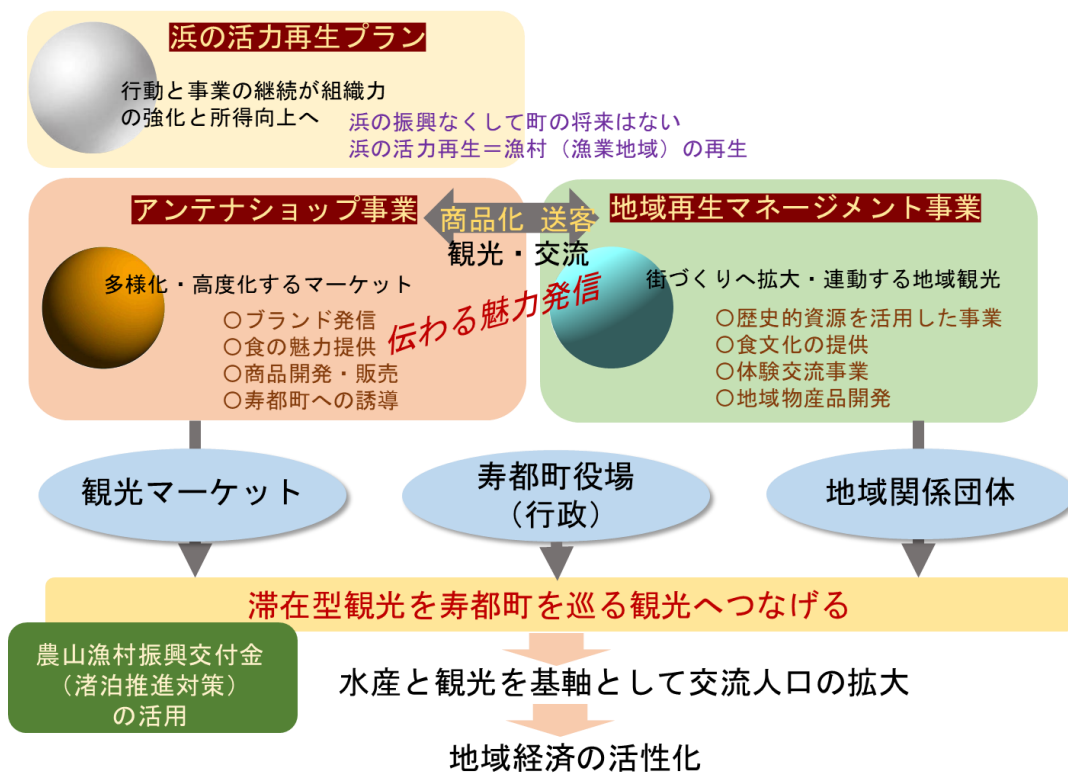 浜の活力再生プラン
行動と事業の継続が組織力
の強化と所得向上へ
浜の振興なくして町の将来はない
浜の活力再生＝漁村（漁業地域）の再生
アンテナショップ事業
商品化 送客
観光・交流
地域再生マネージメント事業
多様化・高度化するマーケット
〇ブランド発信
〇食の魅力提供
〇商品開発・販売
〇寿都町への誘導
伝わる魅力発信
街づくりへ拡大・連動する地域観光
〇歴史的資源を活用した事業
〇食文化の提供
〇体験交流事業
〇地域物産品開発
観光マーケット
寿都町役場
（行政）
地域関係団体
滞在型観光を寿都町を巡る観光へつなげる
農山漁村振興交付金
（渚泊推進対策）
の活用
水産と観光を基軸として交流人口の拡大
地域経済の活性化